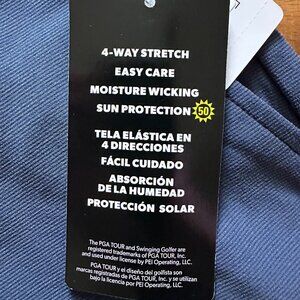 4-WAY STRETCH
EASY CARE
MOISTURE WICKING
SUN PROTECTION 50
TELA ELÁSTICA EN
4 DIRECCIONES
FÁCIL CUIDADO
ABSORCIÓN
DE LA HUMEDAD
PROTECCIÓN SOLAR
The PGA TOUR and Swinging Golfer are
registered trademarks of PGA TOUR, Inc.
and used under license by PEI Operating, LLC.
PGA TOUR y el diseño del golfista son
marcas registradas de PGA TOUR, Inc. y se utilizan
bajo la licencia por PEI Operating, LLC.